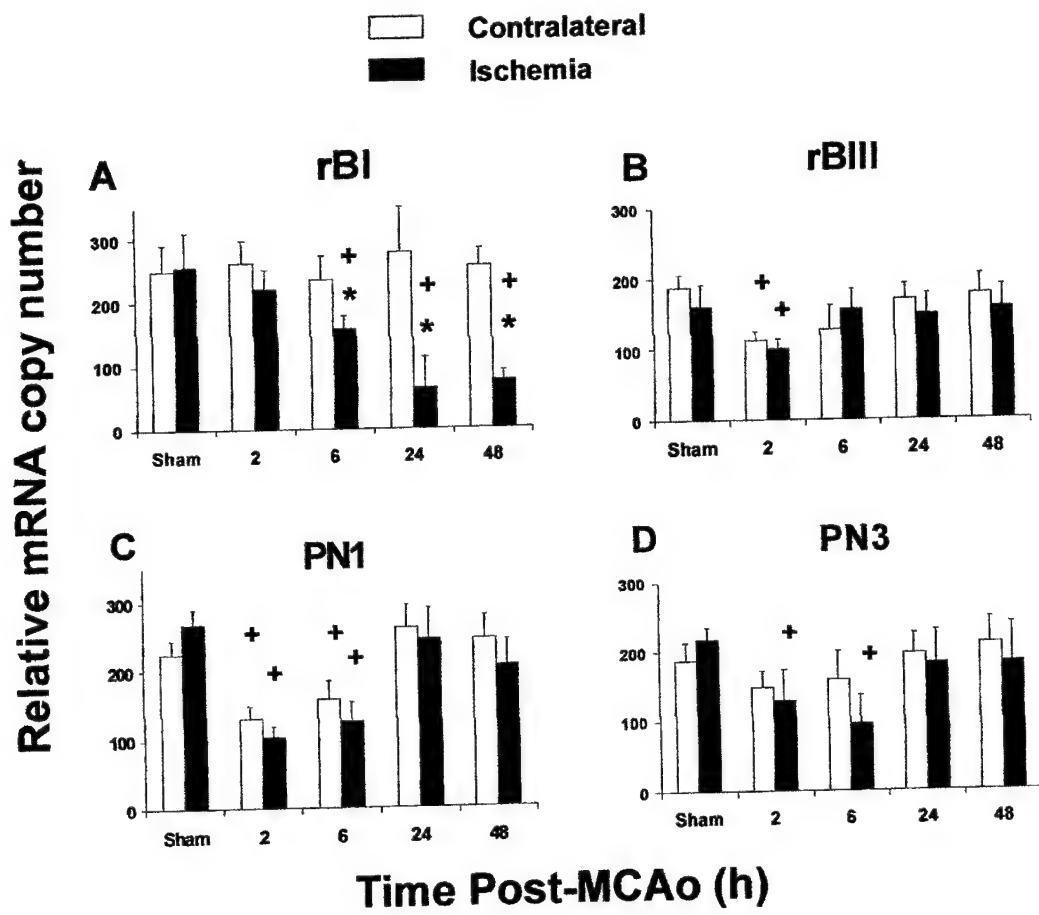 Contralateral
Ischemia
Relative mRNA copy number
A
rBI
300
200
100
0
+
*
+
*
+
*
Sham 2 6 24 48
B
rBIII
300
200
100
0
+
+
Sham 2 6 24 48
C
PN1
300
200
100
0
+
+
+
+
Sham 2 6 24 48
D
PN3
300
200
100
0
+
+
Sham 2 6 24 48
Time Post-MCAo (h)